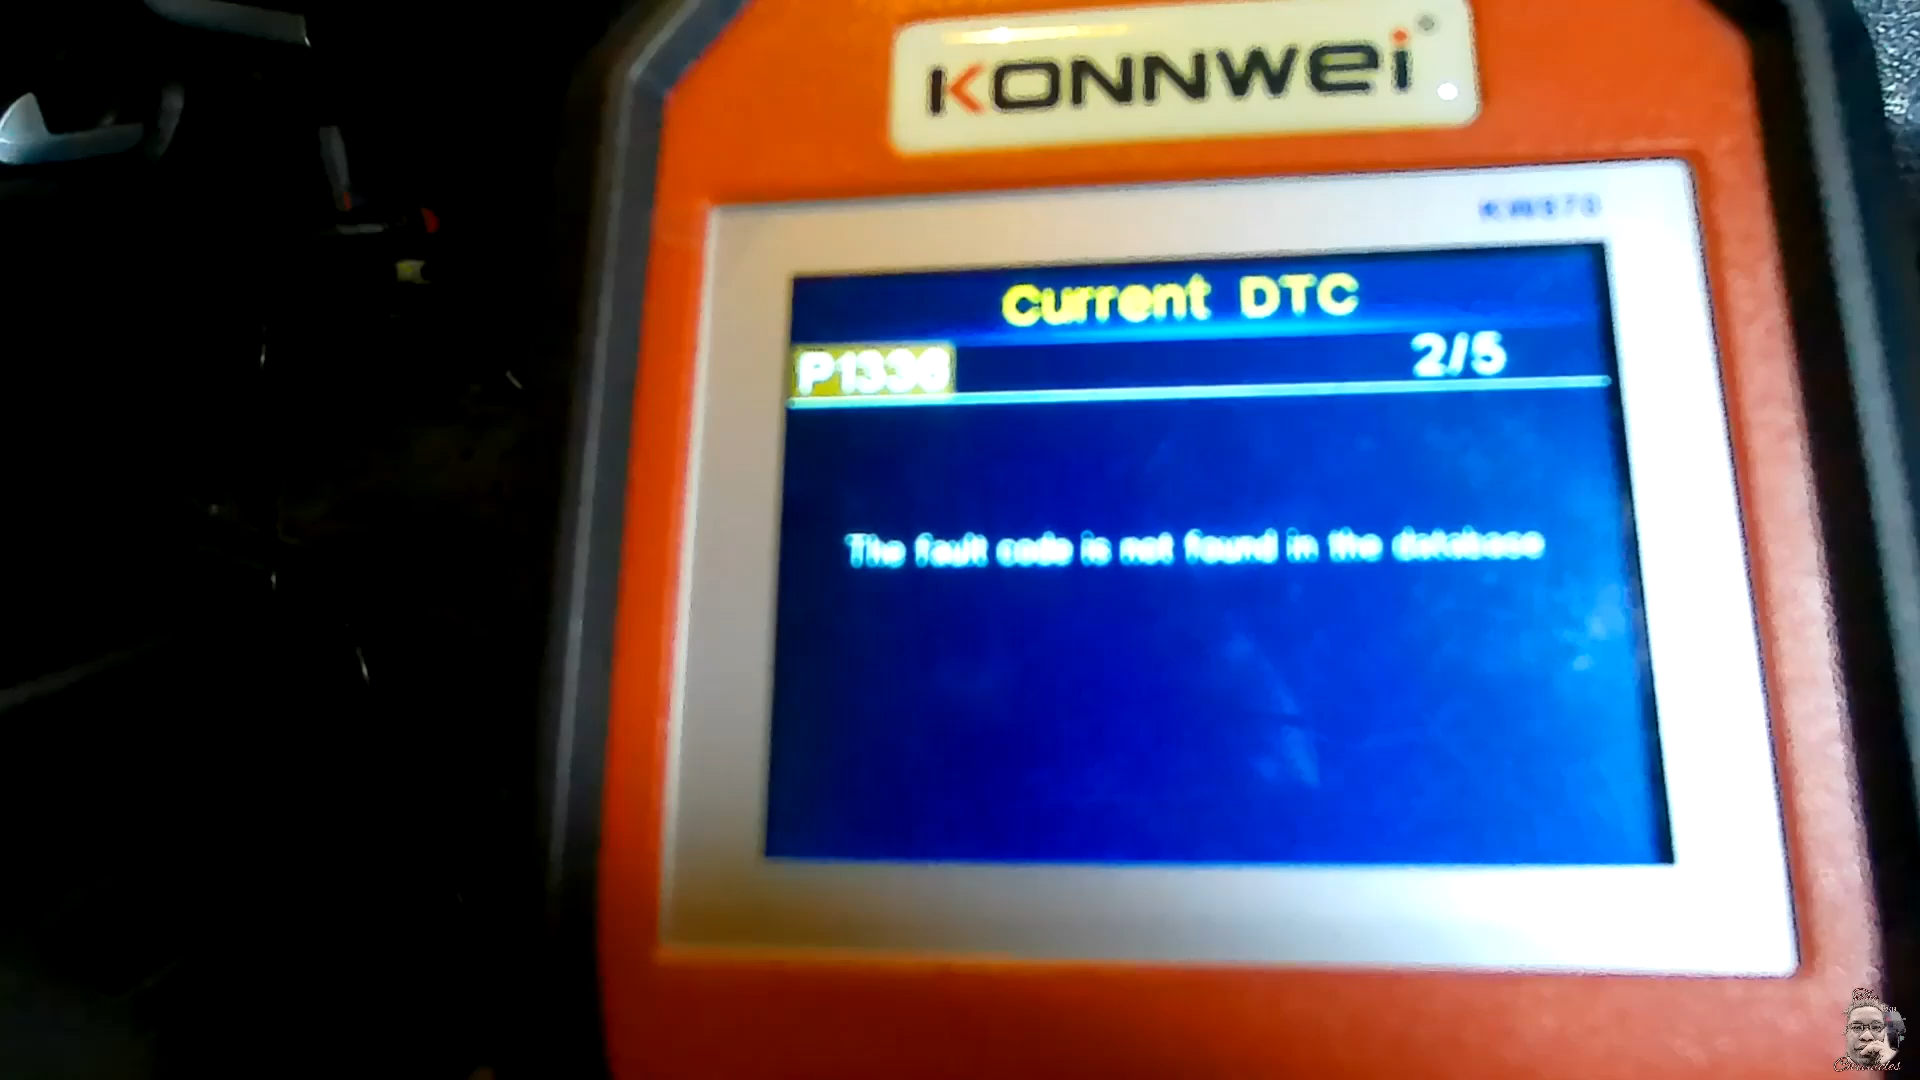 KONNWEI
Current DTC
P1336 2/5
The fault code is not found in the database